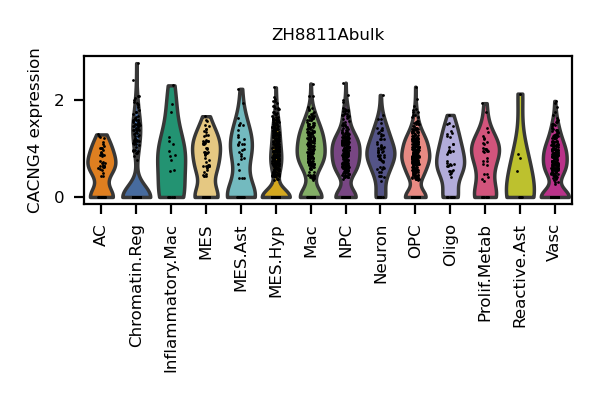 ZH8811Abulk
CACNG4 expression
2
0
AC
Chromatin.Reg
Inflammatory.Mac
MES
MES.Ast
MES.Hyp
Mac
NPC
Neuron
OPC
Oligo
Prolif.Metab
Reactive.Ast
Vasc